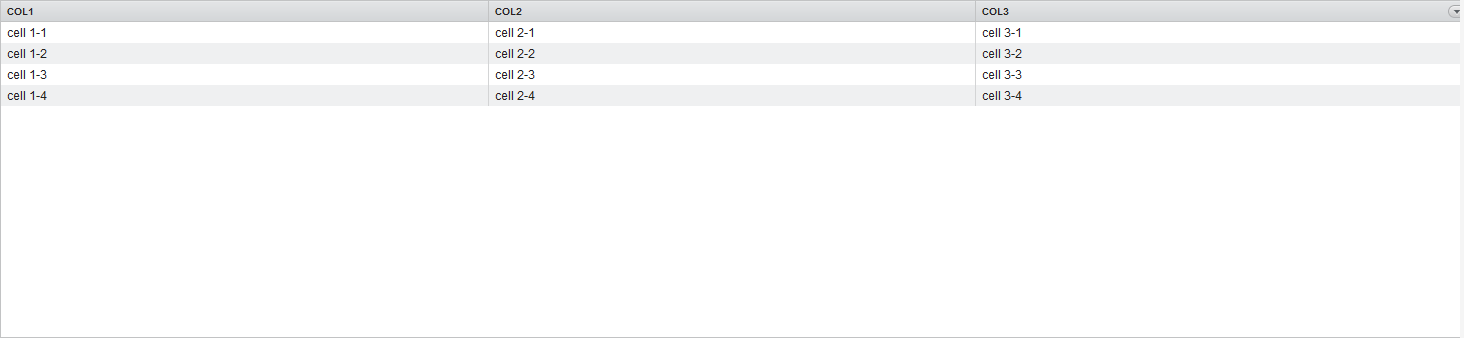 COL1 COL2 COL3
cell 1-1 cell 2-1 cell 3-1
cell 1-2 cell 2-2 cell 3-2
cell 1-3 cell 2-3 cell 3-3
cell 1-4 cell 2-4 cell 3-4